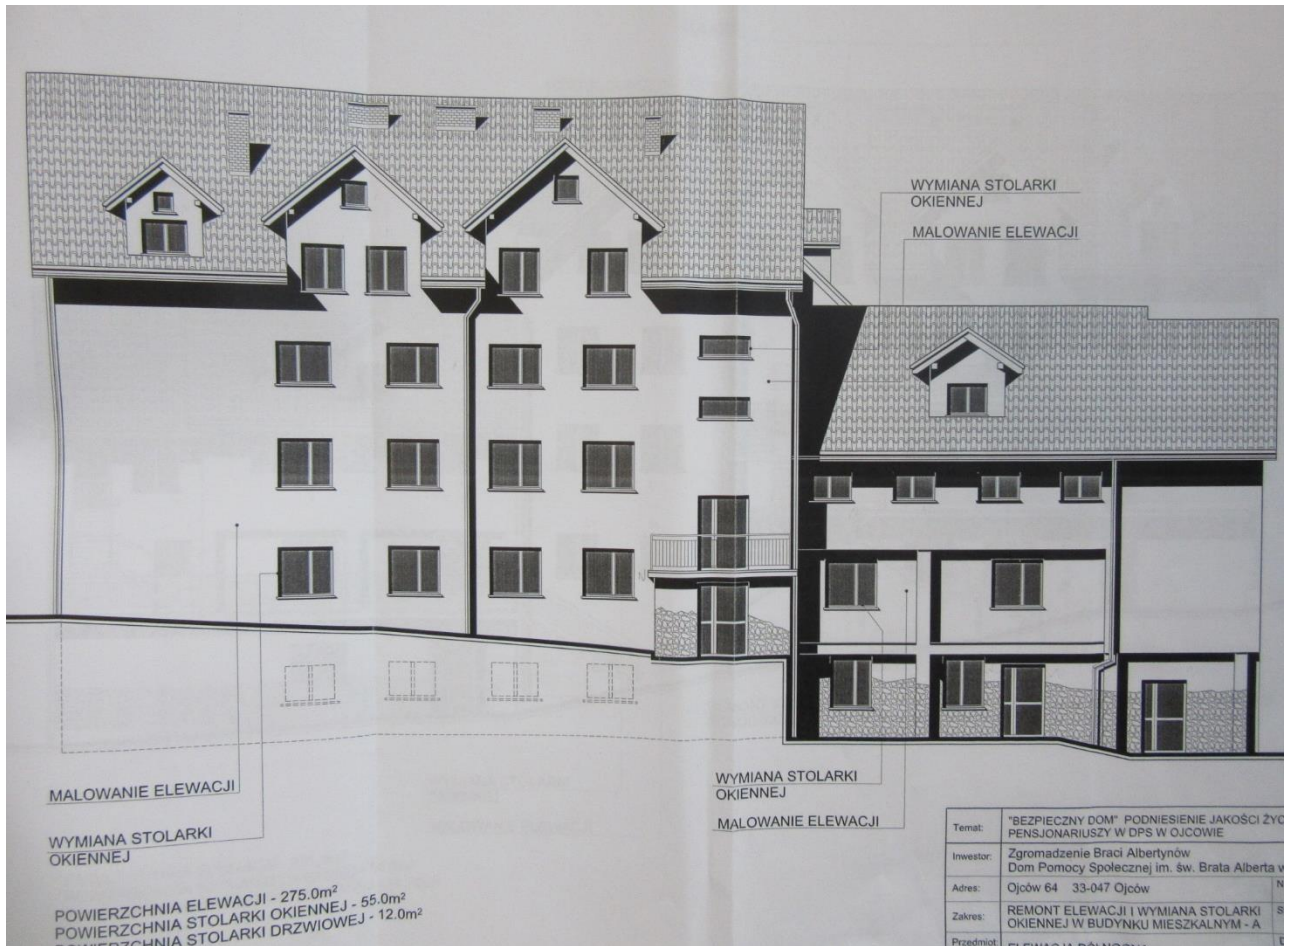 WYMIANA STOLARKI
OKIENNEJ
MALOWANIE ELEWACJI
MALOWANIE ELEWACJI
WYMIANA STOLARKI
OKIENNEJ
WYMIANA STOLARKI
OKIENNEJ
MALOWANIE ELEWACJI
POWIERZCHNIA ELEWACJI - 275.0m²
POWIERZCHNIA STOLARKI OKIENNEJ - 55.0m²
POWIERZCHNIA STOLARKI DRZWIOWEJ - 12.0m²
Temat: "BEZPIECZNY DOM" PODNIESIENIE JAKOŚCI ŻYC
PENSJONARIUSZY W DPS W OJCOWIE
Inwestor: Zgromadzenie Braci Albertynów
Dom Pomocy Społecznej im. św. Brata Alberta w
Adres: Ojców 64 33-047 Ojców
Zakres: REMONT ELEWACJI I WYMIANA STOLARKI
OKIENNEJ W BUDYNKU MIESZKALNYM - A
Przedmiot